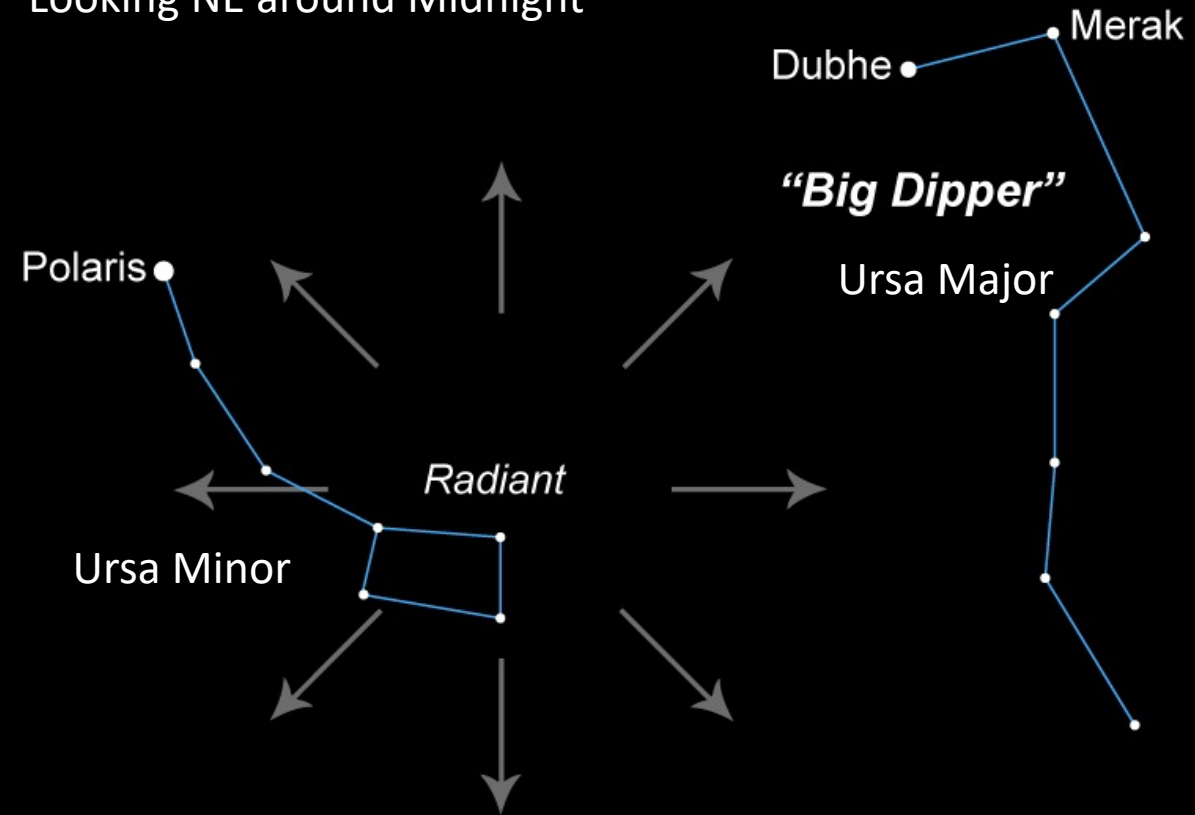 Looking NE around Midnight
Merak
Dubhe
“Big Dipper”
Polaris
Ursa Major
Radiant
Ursa Minor